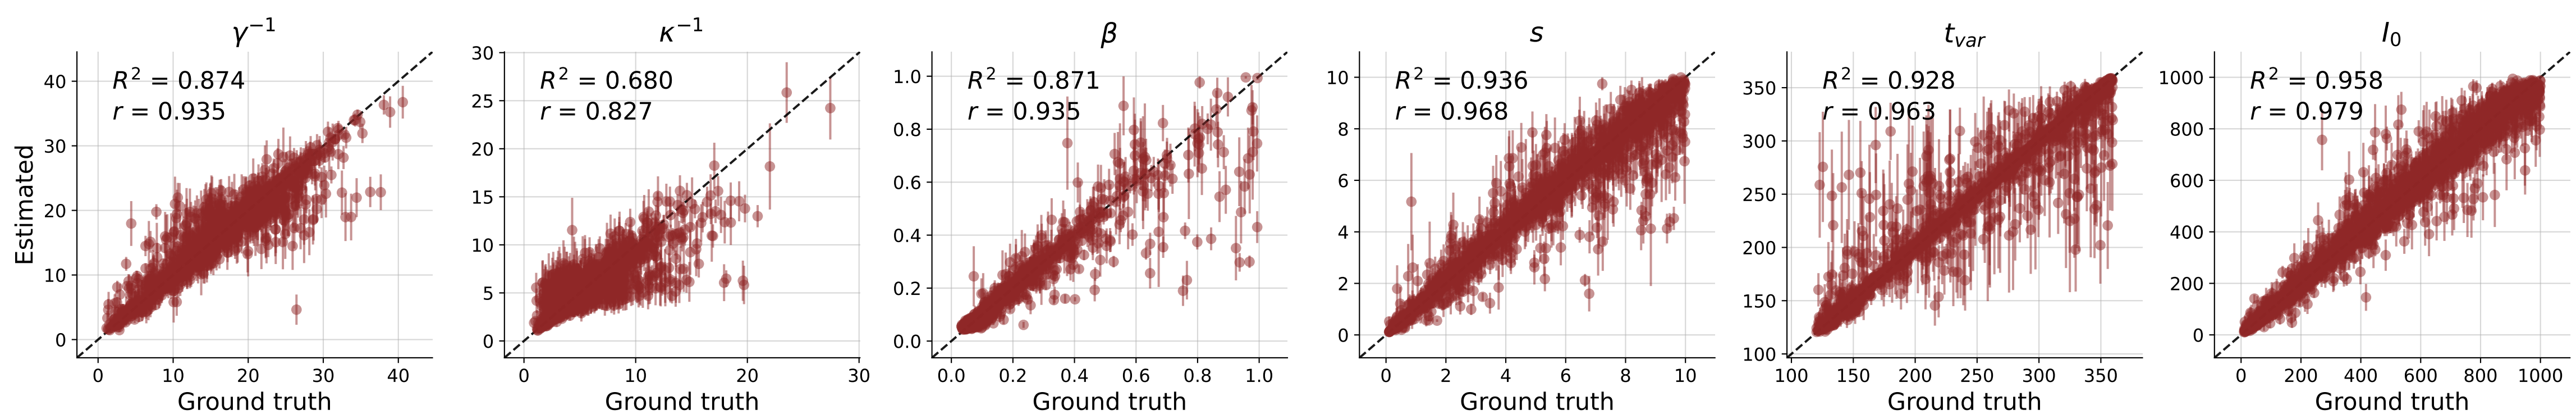 γ⁻¹
R² = 0.874
r = 0.935
40
30
20
10
0
Estimated
0 10 20 30 40
Ground truth
κ⁻¹
R² = 0.680
r = 0.827
30
25
20
15
10
5
0
0 10 20 30
Ground truth
β
R² = 0.871
r = 0.935
1.0
0.8
0.6
0.4
0.2
0.0
0.0 0.2 0.4 0.6 0.8 1.0
Ground truth
s
R² = 0.936
r = 0.968
10
8
6
4
2
0
0 2 4 6 8 10
Ground truth
t_var
R² = 0.928
r = 0.963
350
300
250
200
150
100
100 150 200 250 300 350
Ground truth
I₀
R² = 0.958
r = 0.979
1000
800
600
400
200
0
0 200 400 600 800 1000
Ground truth